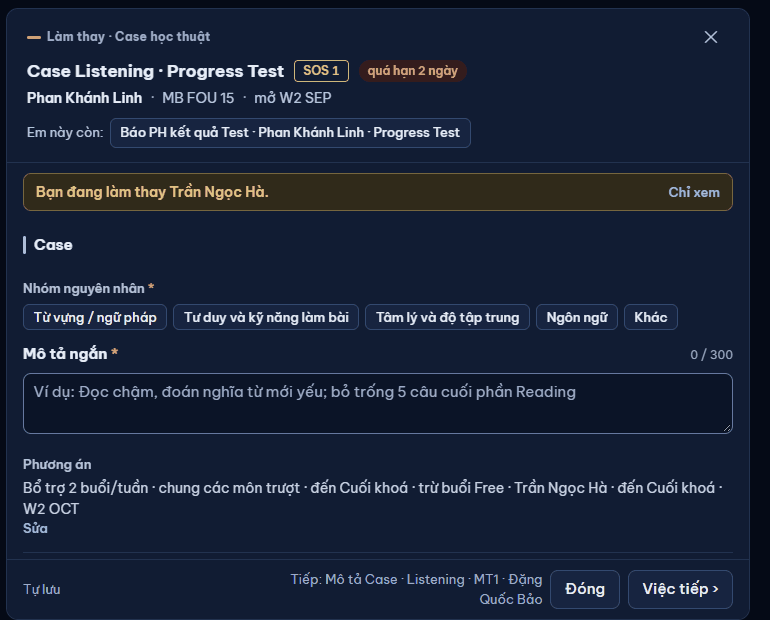 Làm thay · Case học thuật
Case Listening · Progress Test SOS 1 quá hạn 2 ngày
Phan Khánh Linh · MB FOU 15 · mở W2 SEP
Em này còn: Báo PH kết quả Test · Phan Khánh Linh · Progress Test
Bạn đang làm thay Trần Ngọc Hà. Chỉ xem
Case
Nhóm nguyên nhân *
Từ vựng / ngữ pháp Tư duy và kỹ năng làm bài Tâm lý và độ tập trung Ngôn ngữ Khác
Mô tả ngắn * 0 / 300
Ví dụ: Đọc chậm, đoán nghĩa từ mới yếu; bỏ trống 5 câu cuối phần Reading
Phương án
Bổ trợ 2 buổi/tuần · chung các môn trượt · đến Cuối khoá · trừ buổi Free · Trần Ngọc Hà · đến Cuối khoá ·
W2 OCT
Sửa
Tự lưu
Tiếp: Mô tả Case · Listening · MT1 · Đặng
Quốc Bảo
Đóng Việc tiếp ›